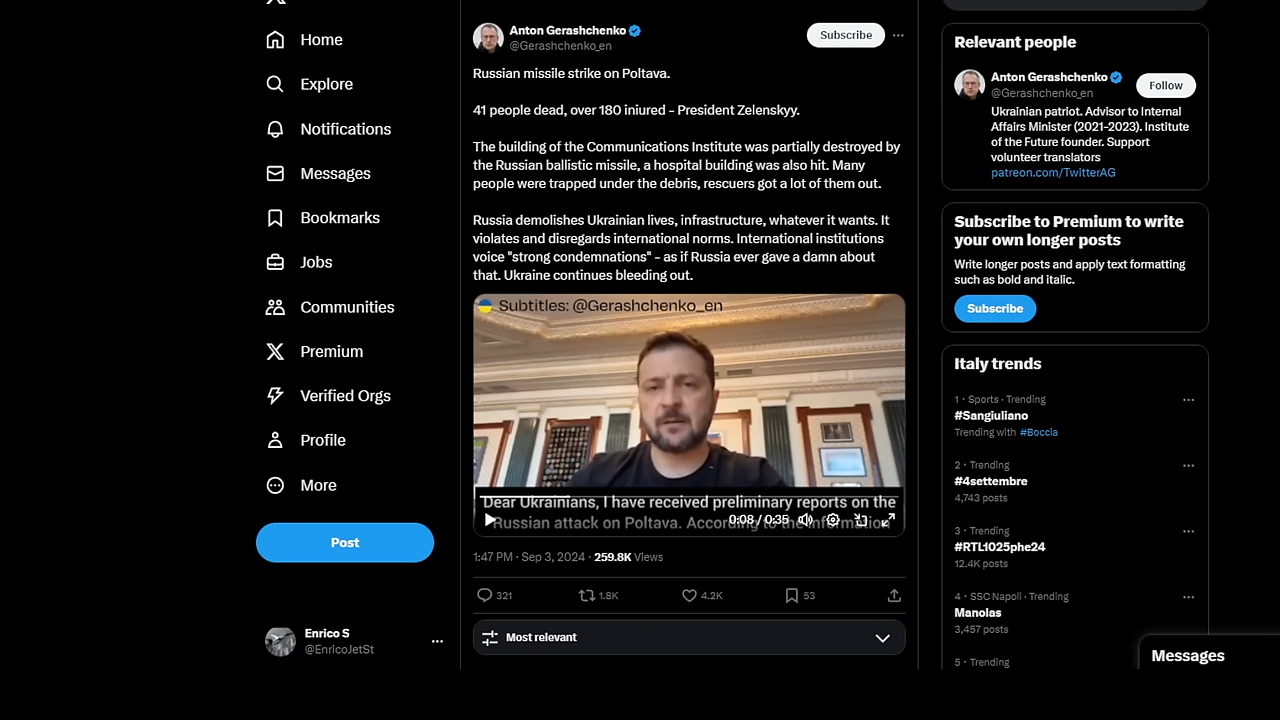 Home
Explore
Notifications
Messages
Bookmarks
Jobs
Communities
Premium
Verified Orgs
Profile
More
Post
Enrico S
@EnricoJetSt
Anton Gerashchenko
@Gerashchenko_en
Subscribe
Russian missile strike on Poltava.
41 people dead, over 180 iniured - President Zelenskyy.
The building of the Communications Institute was partially destroyed by
the Russian ballistic missile, a hospital building was also hit. Many
people were trapped under the debris, rescuers got a lot of them out.
Russia demolishes Ukrainian lives, infrastructure, whatever it wants. It
violates and disregards international norms. International institutions
voice "strong condemnations" - as if Russia ever gave a damn about
that. Ukraine continues bleeding out.
Subtitles: @Gerashchenko_en
Dear Ukrainians, I have received preliminary reports on the
Russian attack on Poltava. According to the information
0:08 / 0:35
1:47 PM · Sep 3, 2024 · 259.8K Views
321
1.8K
4.2K
53
Most relevant
Relevant people
Anton Gerashchenko
@Gerashchenko_en
Follow
Ukrainian patriot. Advisor to Internal
Affairs Minister (2021-2023). Institute
of the Future founder. Support
volunteer translators
patreon.com/TwitterAG
Subscribe to Premium to write
your own longer posts
Write longer posts and apply text formatting
such as bold and italic.
Subscribe
Italy trends
1 · Sports · Trending
#Sangiuliano
Trending with #Boccia
2 · Trending
#4settembre
4,743 posts
3 · Trending
#RTL1025phe24
12.4K posts
4 · SSC Napoli · Trending
Manolas
3,457 posts
5 · Trending
Messages